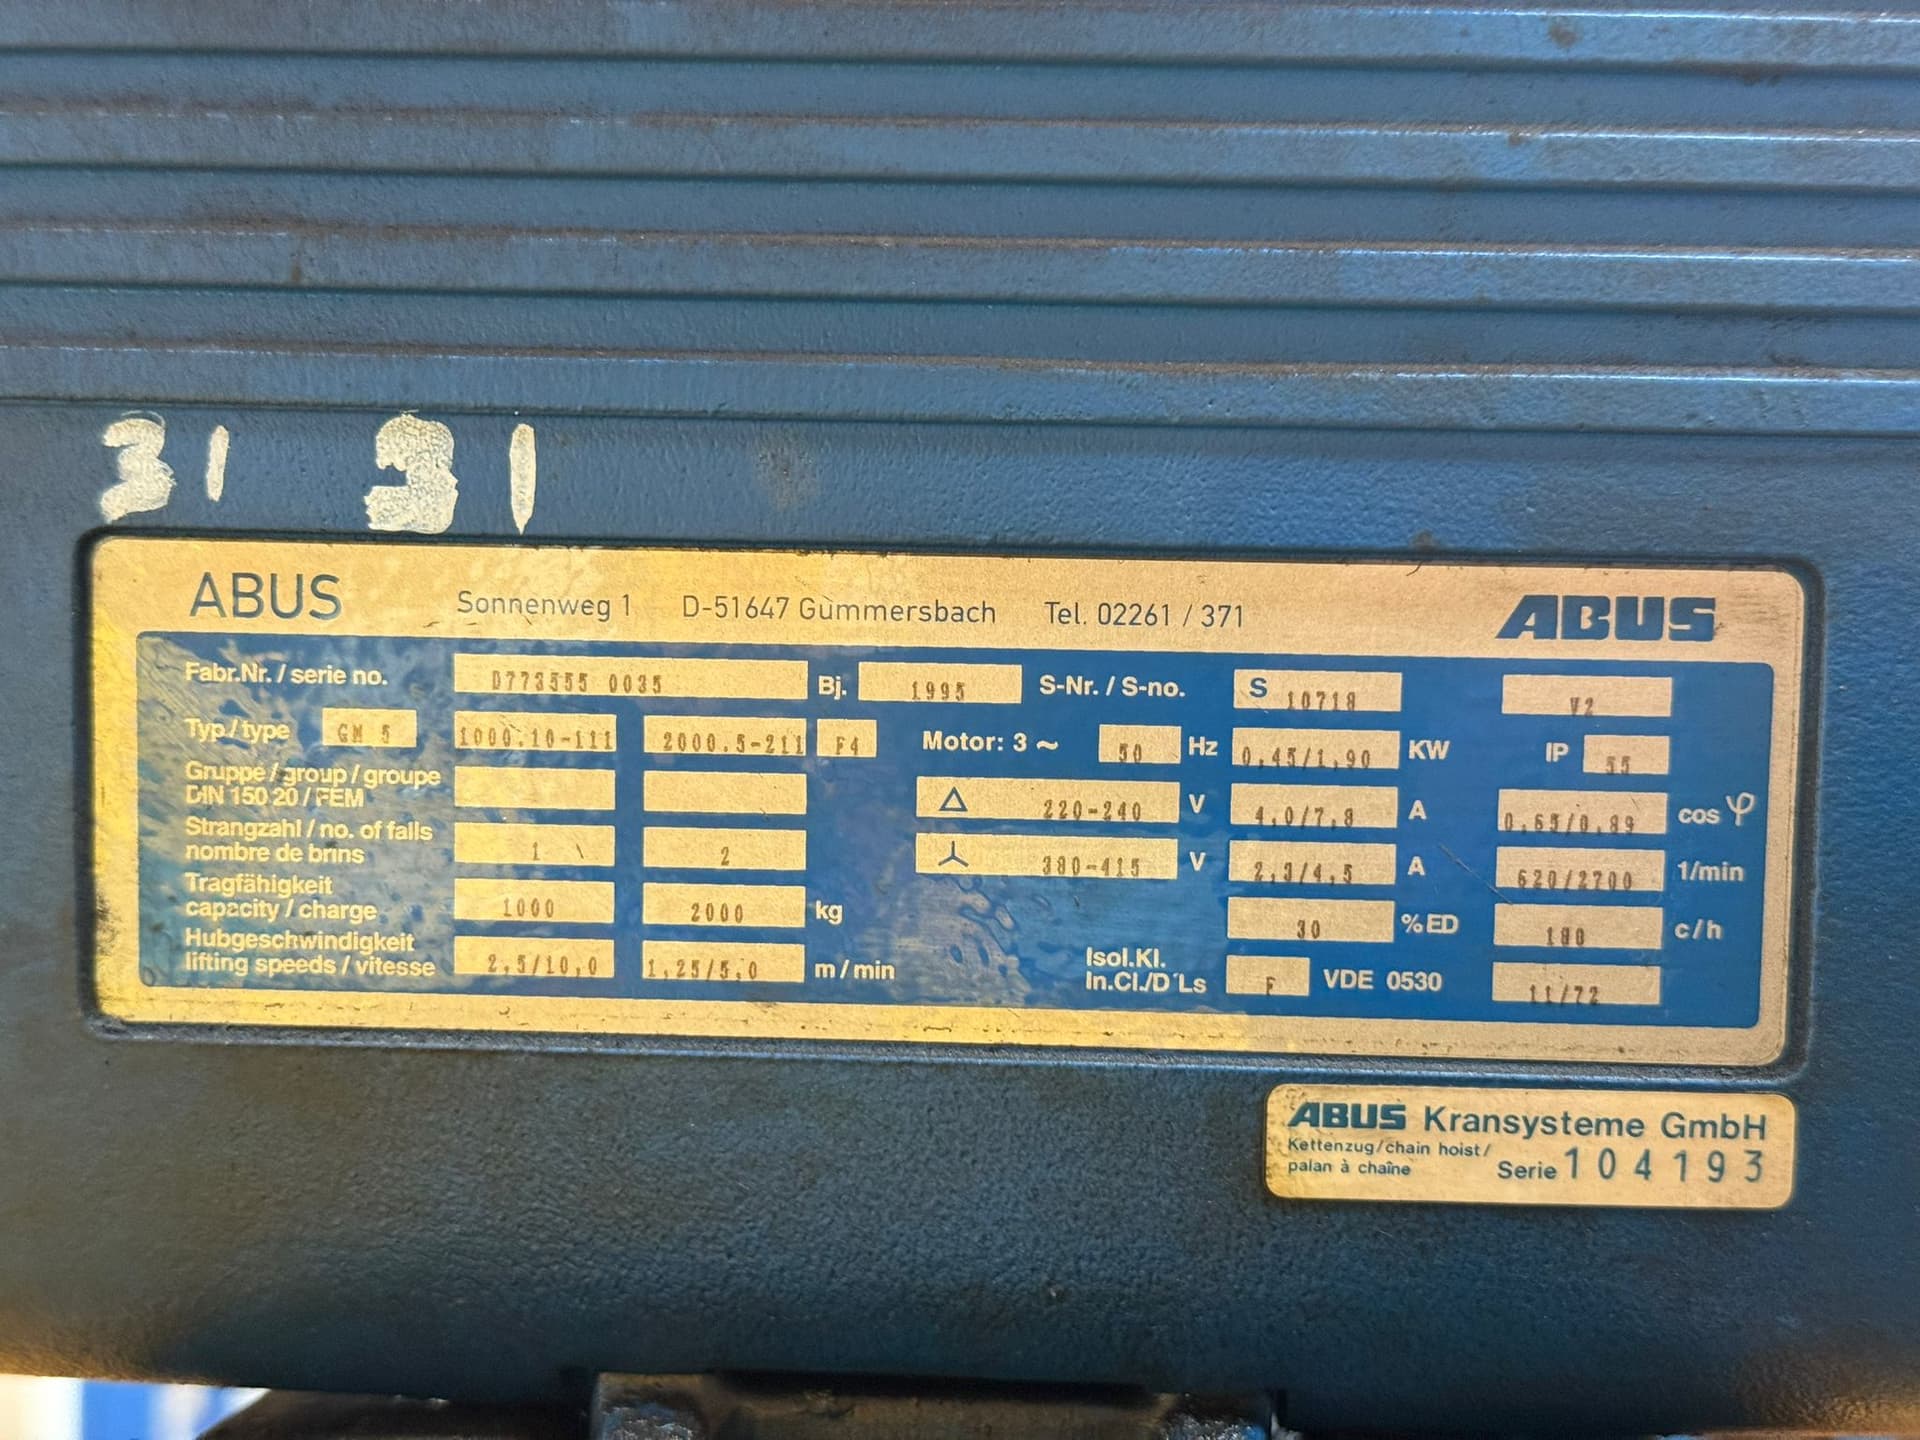 31 31
ABUS Sonnenweg 1 D-51647 Gummersbach Tel. 02261 / 371 ABUS
Fabr.Nr. / serie no. D773555 0035 Bj. 1995 S-Nr. / S-no. S 10718 V2
Typ / type GM 5 1000.10-111 2000.5-211 F4 Motor: 3 ~ 50 Hz 0,45/1,90 KW IP 55
Gruppe / group / groupe
DIN 150 20 / FEM
△ 220-240 V 4,0/7,8 A 0,65/0,89 cos φ
Strangzahl / no. of falls
nombre de brins 1 2
380-415 V 2,3/4,5 A 620/2700 1/min
Tragfähigkeit
capacity / charge 1000 2000 kg
30 % ED 180 c/h
Hubgeschwindigkeit
lifting speeds / vitesse 2,5/10,0 1,25/5,0 m / min
Isol.Kl.
In.Cl./D´Ls F VDE 0530 11/72
ABUS Kransysteme GmbH
Kettenzug/chain hoist/
palan à chaîne Serie 104193